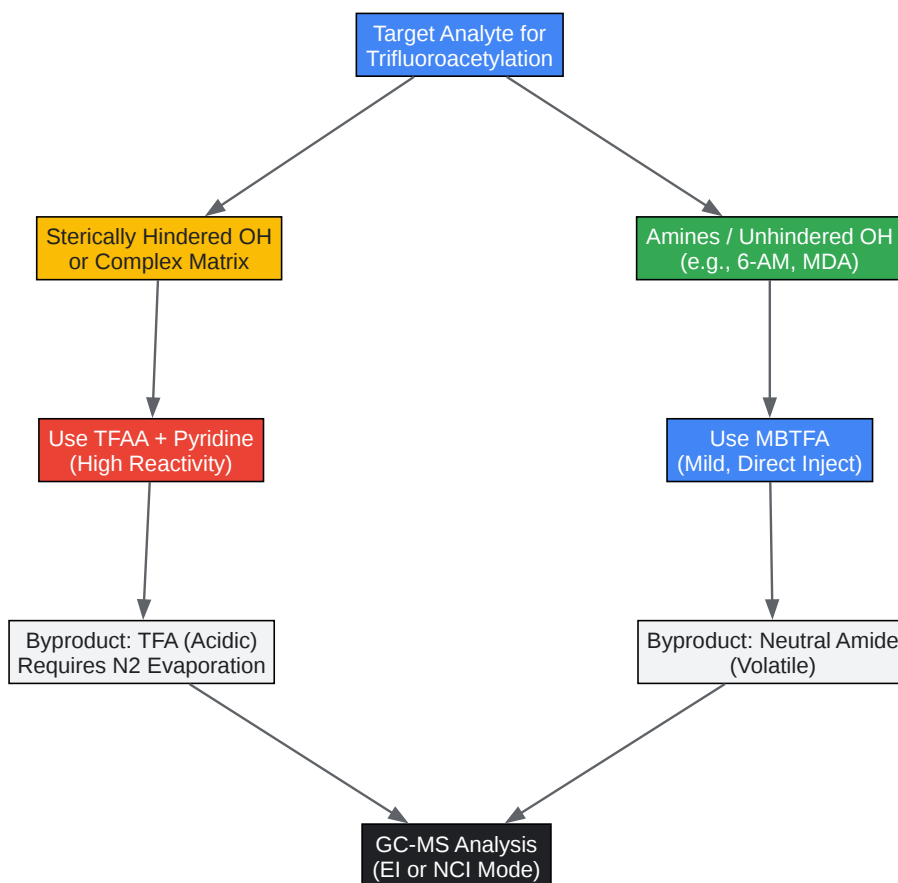 Target Analyte for
Trifluoroacetylation
Sterically Hindered OH
or Complex Matrix
Amines / Unhindered OH
(e.g., 6-AM, MDA)
Use TFAA + Pyridine
(High Reactivity)
Use MBTFA
(Mild, Direct Inject)
Byproduct: TFA (Acidic)
Requires N2 Evaporation
Byproduct: Neutral Amide
(Volatile)
GC-MS Analysis
(EI or NCI Mode)